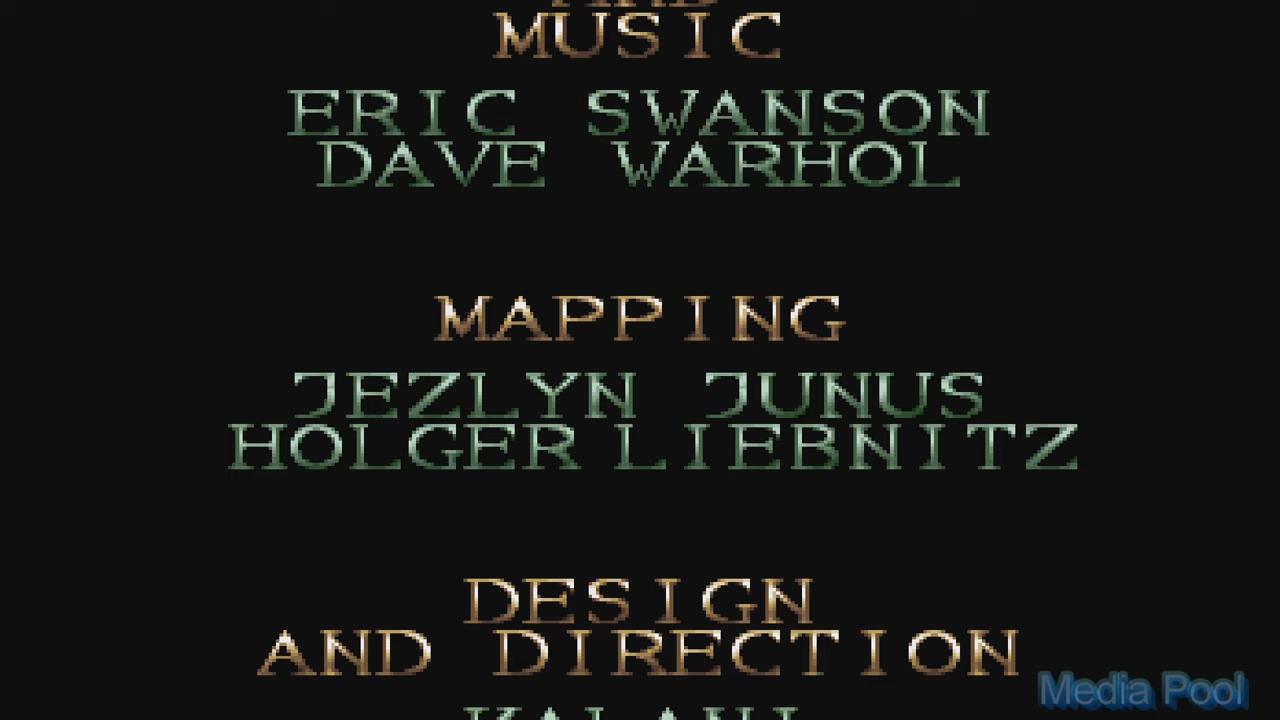 MUSIC
ERIC SWANSON
DAVE WARHOL
MAPPING
JEZLYN JUNUS
HOLGER LIEBNITZ
DESIGN
AND DIRECTION
Media Pool